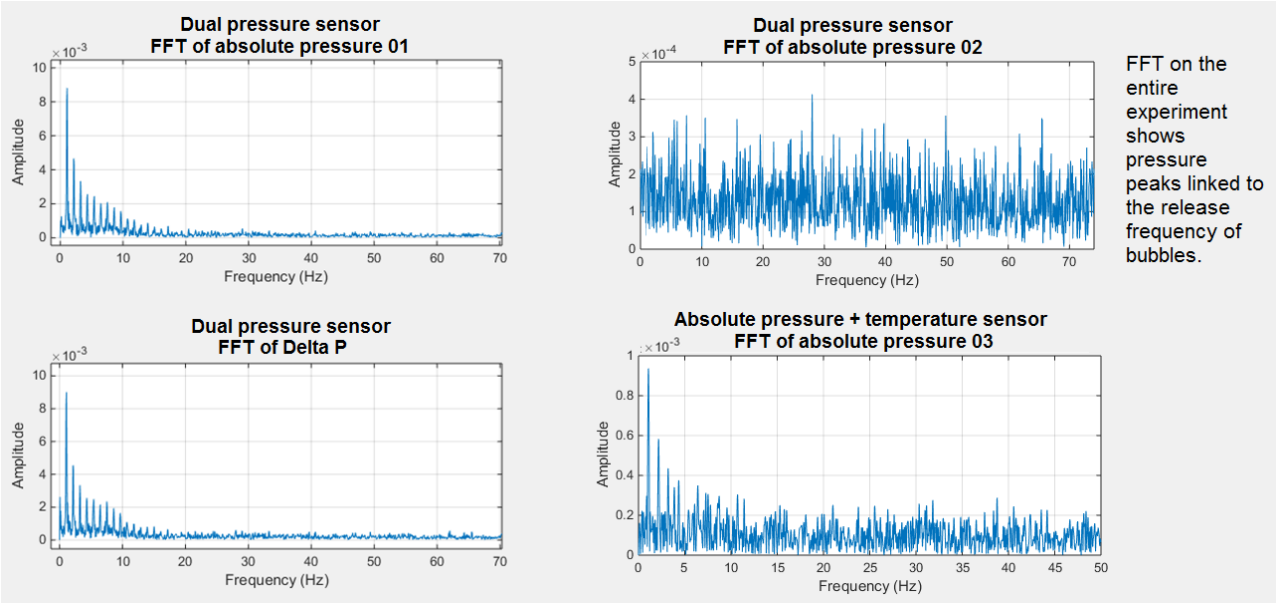 Dual pressure sensor
FFT of absolute pressure 01
×10-3
10
8
6
4
2
0
Amplitude
0 10 20 30 40 50 60 70
Frequency (Hz)
Dual pressure sensor
FFT of absolute pressure 02
5 ×10-4
4
3
2
1
0
Amplitude
0 10 20 30 40 50 60 70
Frequency (Hz)
FFT on the
entire
experiment
shows
pressure
peaks linked to
the release
frequency of
bubbles.
Dual pressure sensor
FFT of Delta P
×10-3
10
8
6
4
2
0
Amplitude
0 10 20 30 40 50 60 70
Frequency (Hz)
Absolute pressure + temperature sensor
FFT of absolute pressure 03
1 ×10-3
0.8
0.6
0.4
0.2
0
Amplitude
0 5 10 15 20 25 30 35 40 45 50
Frequency (Hz)